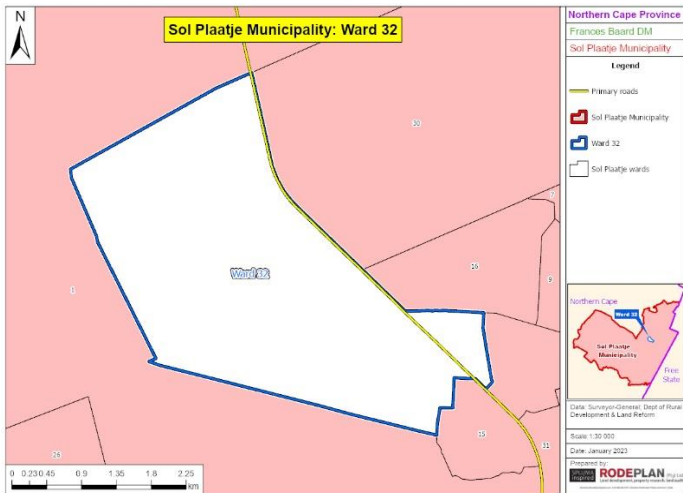 N
Sol Plaatje Municipality: Ward 32
30
7
16
9
1
Ward 32
15
31
26
0 0.23 0.45 0.9 1.35 1.8 2.25
km
Northern Cape Province
Frances Baard DM
Sol Plaatje Municipality
Legend
Primary roads
Sol Plaatje Municipality
Ward 32
Sol Plaatje wards
Northern Cape
Ward 32
Sol Plaatje
Municipality
Free
State
Data: Surveyor-General; Dept of Rural
Development & Land Reform
Scale: 1:30 000
Date: January 2023
Prepared by:
SPLUMA
Inspired
RODEPLAN (Pty) Ltd